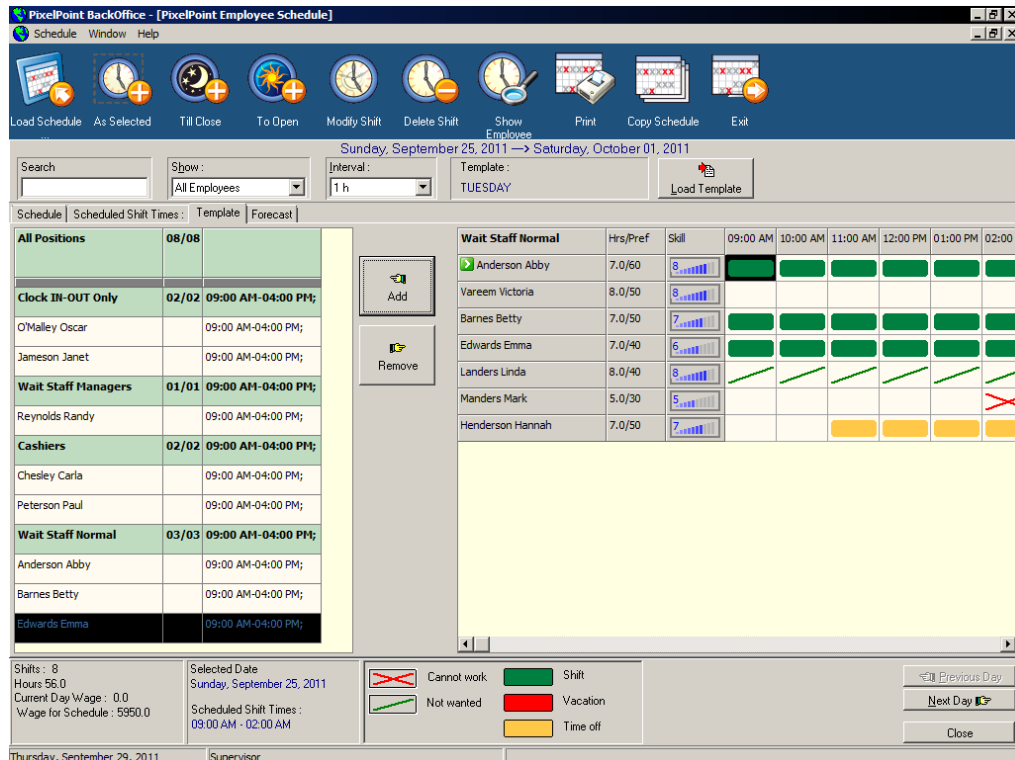 PixelPoint BackOffice - [PixelPoint Employee Schedule]
Schedule Window Help
Load Schedule ...
As Selected
Till Close
To Open
Modify Shift
Delete Shift
Show Employee
Print
Copy Schedule
Exit
Sunday, September 25, 2011 —> Saturday, October 01, 2011
Search
Show :
All Employees
Interval :
1 h
Template :
TUESDAY
Load Template
Schedule Scheduled Shift Times : Template Forecast
All Positions 08/08
Clock IN-OUT Only 02/02 09:00 AM-04:00 PM;
O'Malley Oscar 09:00 AM-04:00 PM;
Jameson Janet 09:00 AM-04:00 PM;
Wait Staff Managers 01/01 09:00 AM-04:00 PM;
Reynolds Randy 09:00 AM-04:00 PM;
Cashiers 02/02 09:00 AM-04:00 PM;
Chesley Carla 09:00 AM-04:00 PM;
Peterson Paul 09:00 AM-04:00 PM;
Wait Staff Normal 03/03 09:00 AM-04:00 PM;
Anderson Abby 09:00 AM-04:00 PM;
Barnes Betty 09:00 AM-04:00 PM;
Edwards Emma 09:00 AM-04:00 PM;
Add
Remove
Wait Staff Normal Hrs/Pref Skill 09:00 AM 10:00 AM 11:00 AM 12:00 PM 01:00 PM 02:00
Anderson Abby 7.0/60 8
Vareem Victoria 8.0/50 8
Barnes Betty 7.0/50 7
Edwards Emma 7.0/40 6
Landers Linda 8.0/40 8
Manders Mark 5.0/30 5
Henderson Hannah 7.0/50 7
Shifts : 8
Hours 56.0
Current Day Wage : 0.0
Wage for Schedule : 5950.0
Selected Date
Sunday, September 25, 2011
Scheduled Shift Times :
09:00 AM - 02:00 AM
Cannot work
Not wanted
Shift
Vacation
Time off
Previous Day
Next Day
Close
Thursday, September 29, 2011 Supervisor